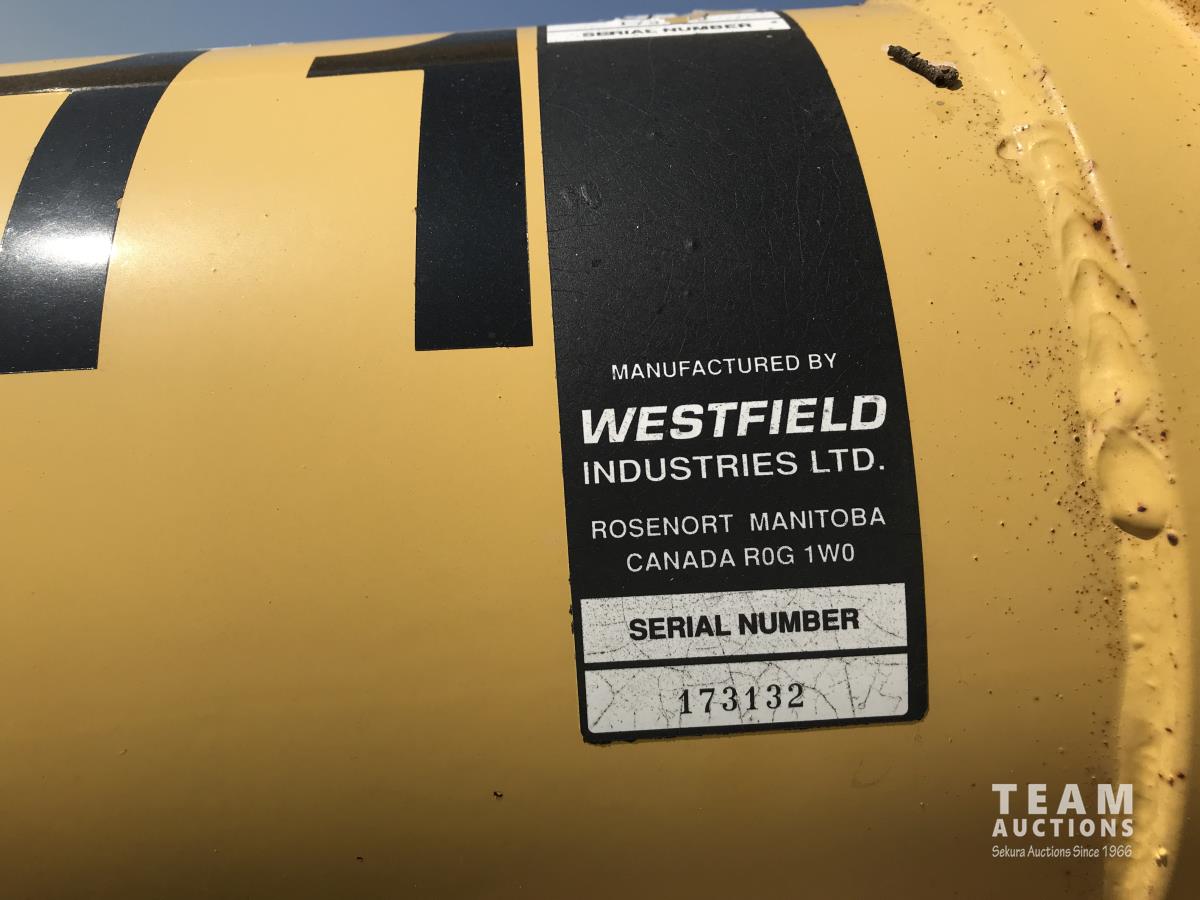 SERIAL NUMBER
MANUFACTURED BY
WESTFIELD
INDUSTRIES LTD.
ROSENORT MANITOBA
CANADA R0G 1W0
SERIAL NUMBER
173132
TEAM
AUCTIONS
Sekura Auctions Since 1966